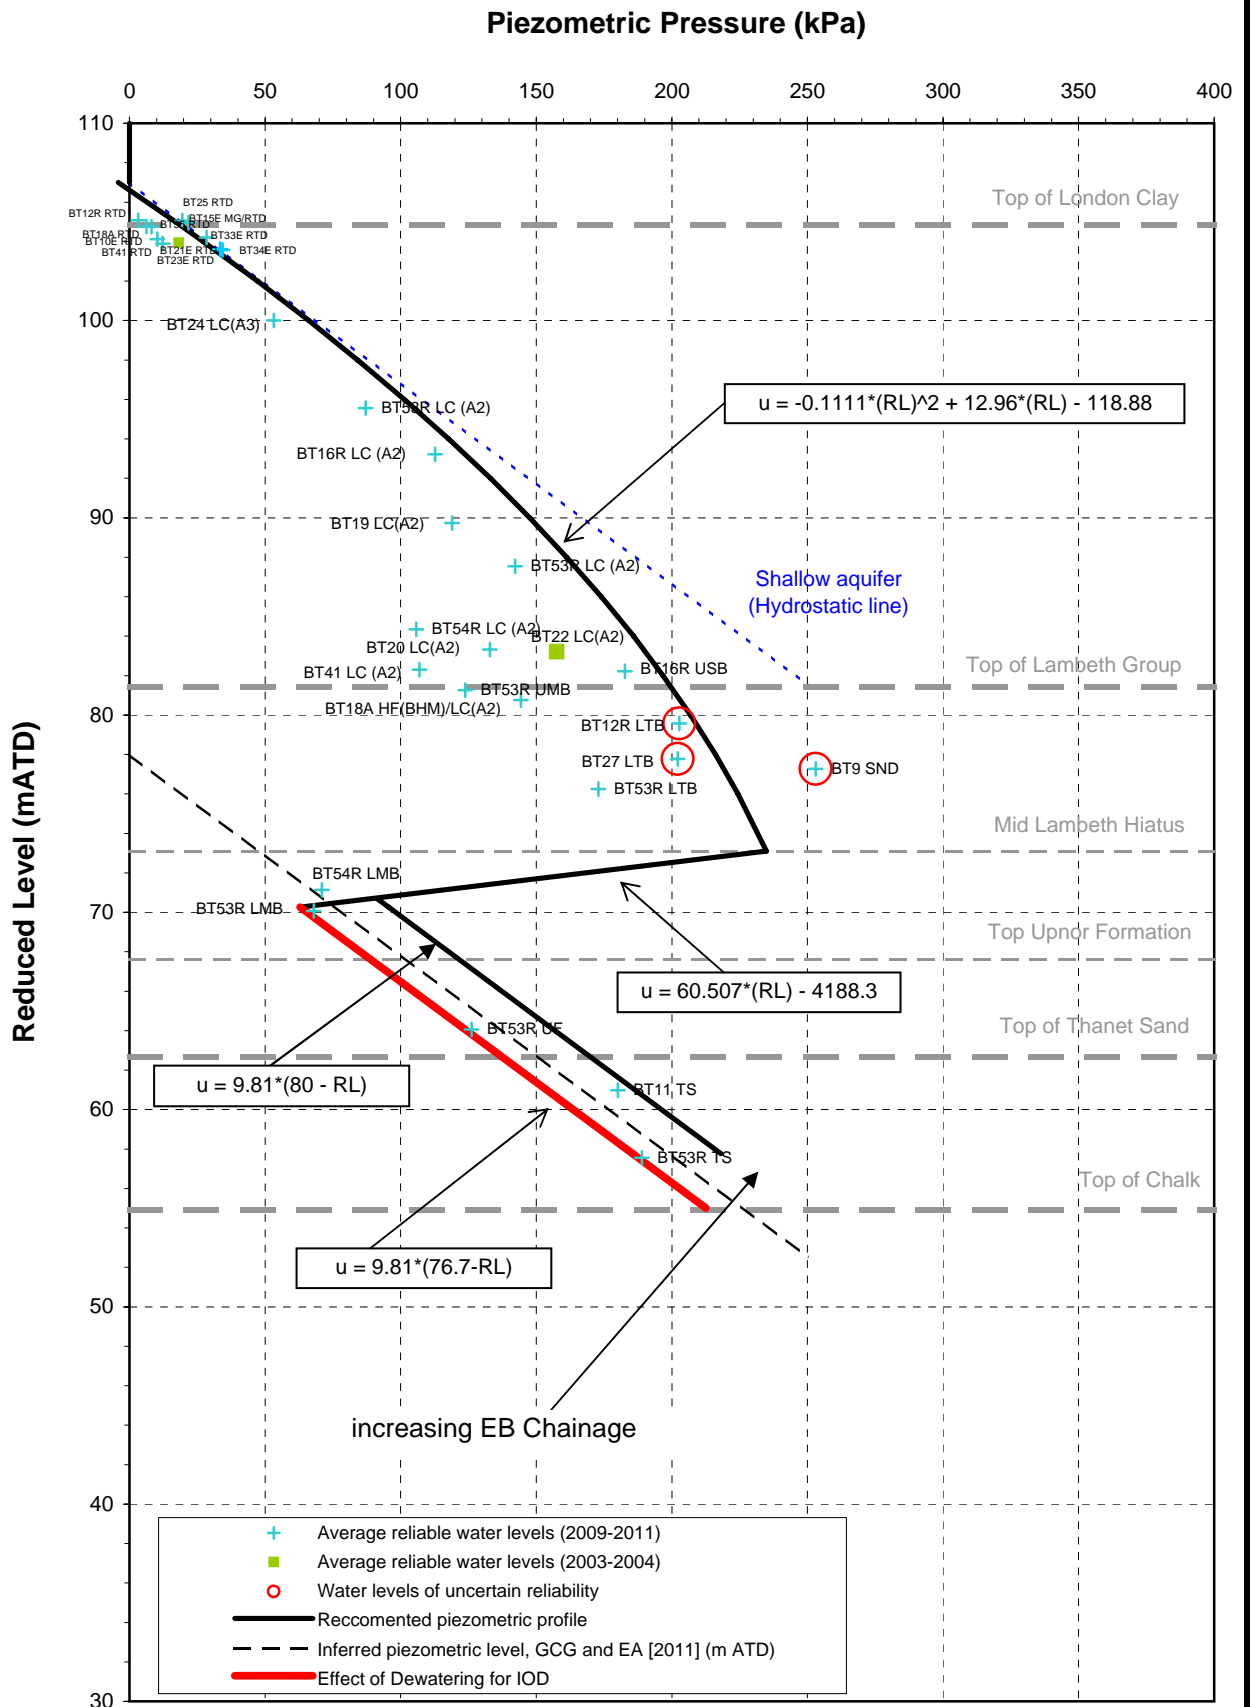 Piezometric Pressure (kPa)
0 50 100 150 200 250 300 350 400
110
Top of London Clay
BT25 RTD
BT12R RTD
BT15E MG/RTD
BT18A RTD
BT33E RTD
BT10E RTD
BT41 RTD
BT21E RTD
BT34E RTD
BT23E RTD
100
BT24 LC(A3)
u = -0.1111*(RL)^2 + 12.96*(RL) - 118.88
BT53R LC (A2)
BT16R LC (A2)
90
BT19 LC(A2)
BT53R LC (A2)
Shallow aquifer
(Hydrostatic line)
BT54R LC (A2)
BT22 LC(A2)
BT20 LC(A2)
BT41 LC (A2)
BT16R USB
Top of Lambeth Group
BT53R UMB
BT18A HF(BHM)/LC(A2)
80
BT12R LTB
BT27 LTB
BT9 SND
BT53R LTB
Mid Lambeth Hiatus
BT54R LMB
BT53R LMB
70
Top Upnor Formation
u = 60.507*(RL) - 4188.3
BT53R UF
Top of Thanet Sand
u = 9.81*(80 - RL)
BT11 TS
60
BT53R TS
Top of Chalk
u = 9.81*(76.7-RL)
50
increasing EB Chainage
40
Average reliable water levels (2009-2011)
Average reliable water levels (2003-2004)
Water levels of uncertain reliability
Reccomented piezometric profile
Inferred piezometric level, GCG and EA [2011] (m ATD)
Effect of Dewatering for IOD
30
Reduced Level (mATD)